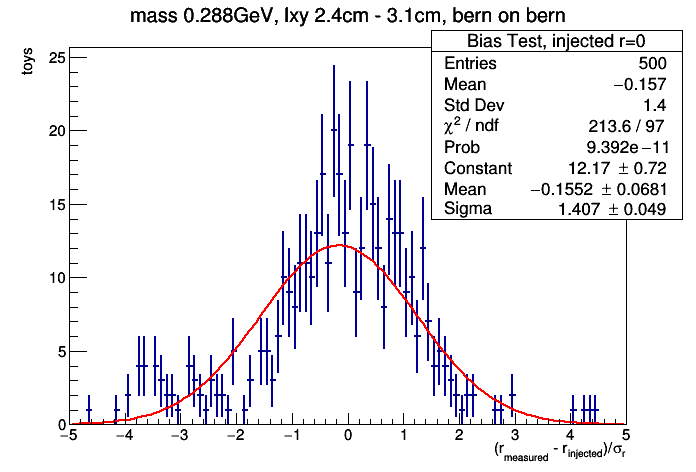 mass 0.288GeV, lxy 2.4cm - 3.1cm, bern on bern
toys
Bias Test, injected r=0
Entries 500
Mean −0.157
Std Dev 1.4
χ² / ndf 213.6 / 97
Prob 9.392e−11
Constant 12.17 ± 0.72
Mean −0.1552 ± 0.0681
Sigma 1.407 ± 0.049
25
20
15
10
5
0
−5 −4 −3 −2 −1 0 1 2 3 4 5
(r_measured - r_injected)/σ_r